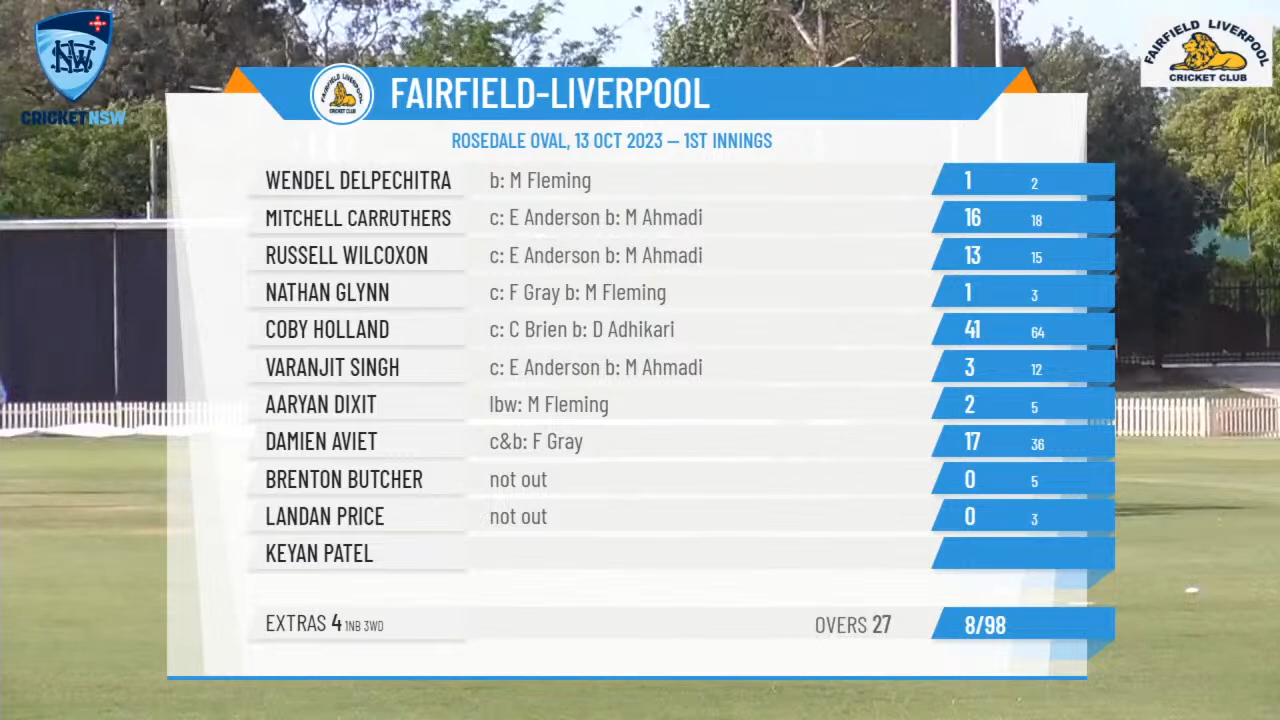 CRICKETNSW
FAIRFIELD LIVERPOOL
CRICKET CLUB
FAIRFIELD-LIVERPOOL
ROSEDALE OVAL, 13 OCT 2023 – 1ST INNINGS
WENDEL DELPECHITRA b: M Fleming 1 2
MITCHELL CARRUTHERS c: E Anderson b: M Ahmadi 16 18
RUSSELL WILCOXON c: E Anderson b: M Ahmadi 13 15
NATHAN GLYNN c: F Gray b: M Fleming 1 3
COBY HOLLAND c: C Brien b: D Adhikari 41 64
VARANJIT SINGH c: E Anderson b: M Ahmadi 3 12
AARYAN DIXIT lbw: M Fleming 2 5
DAMIEN AVIET c&b: F Gray 17 36
BRENTON BUTCHER not out 0 5
LANDAN PRICE not out 0 3
KEYAN PATEL
EXTRAS 4 1NB 3WD OVERS 27 8/98